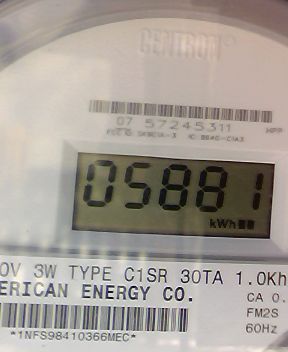 CENTRON®
07 57245311 HPP
05881
kWh
0V 3W TYPE C1SR 30TA 1.0Kh
ERICAN ENERGY CO.
CA 0.
FM2S
60Hz
*1NFS98410366MEC*